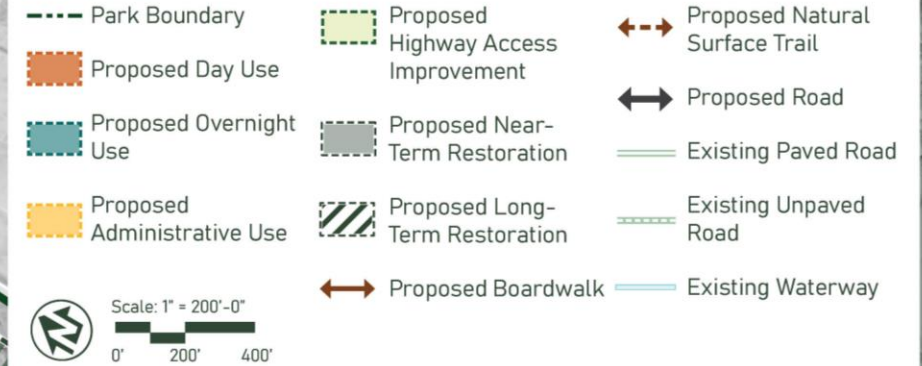 Park Boundary
Proposed Day Use
Proposed Overnight
Use
Proposed
Administrative Use
Scale: 1" = 200'-0"
0' 200' 400'
Proposed
Highway Access
Improvement
Proposed Near-
Term Restoration
Proposed Long-
Term Restoration
Proposed Boardwalk
Proposed Natural
Surface Trail
Proposed Road
Existing Paved Road
Existing Unpaved
Road
Existing Waterway